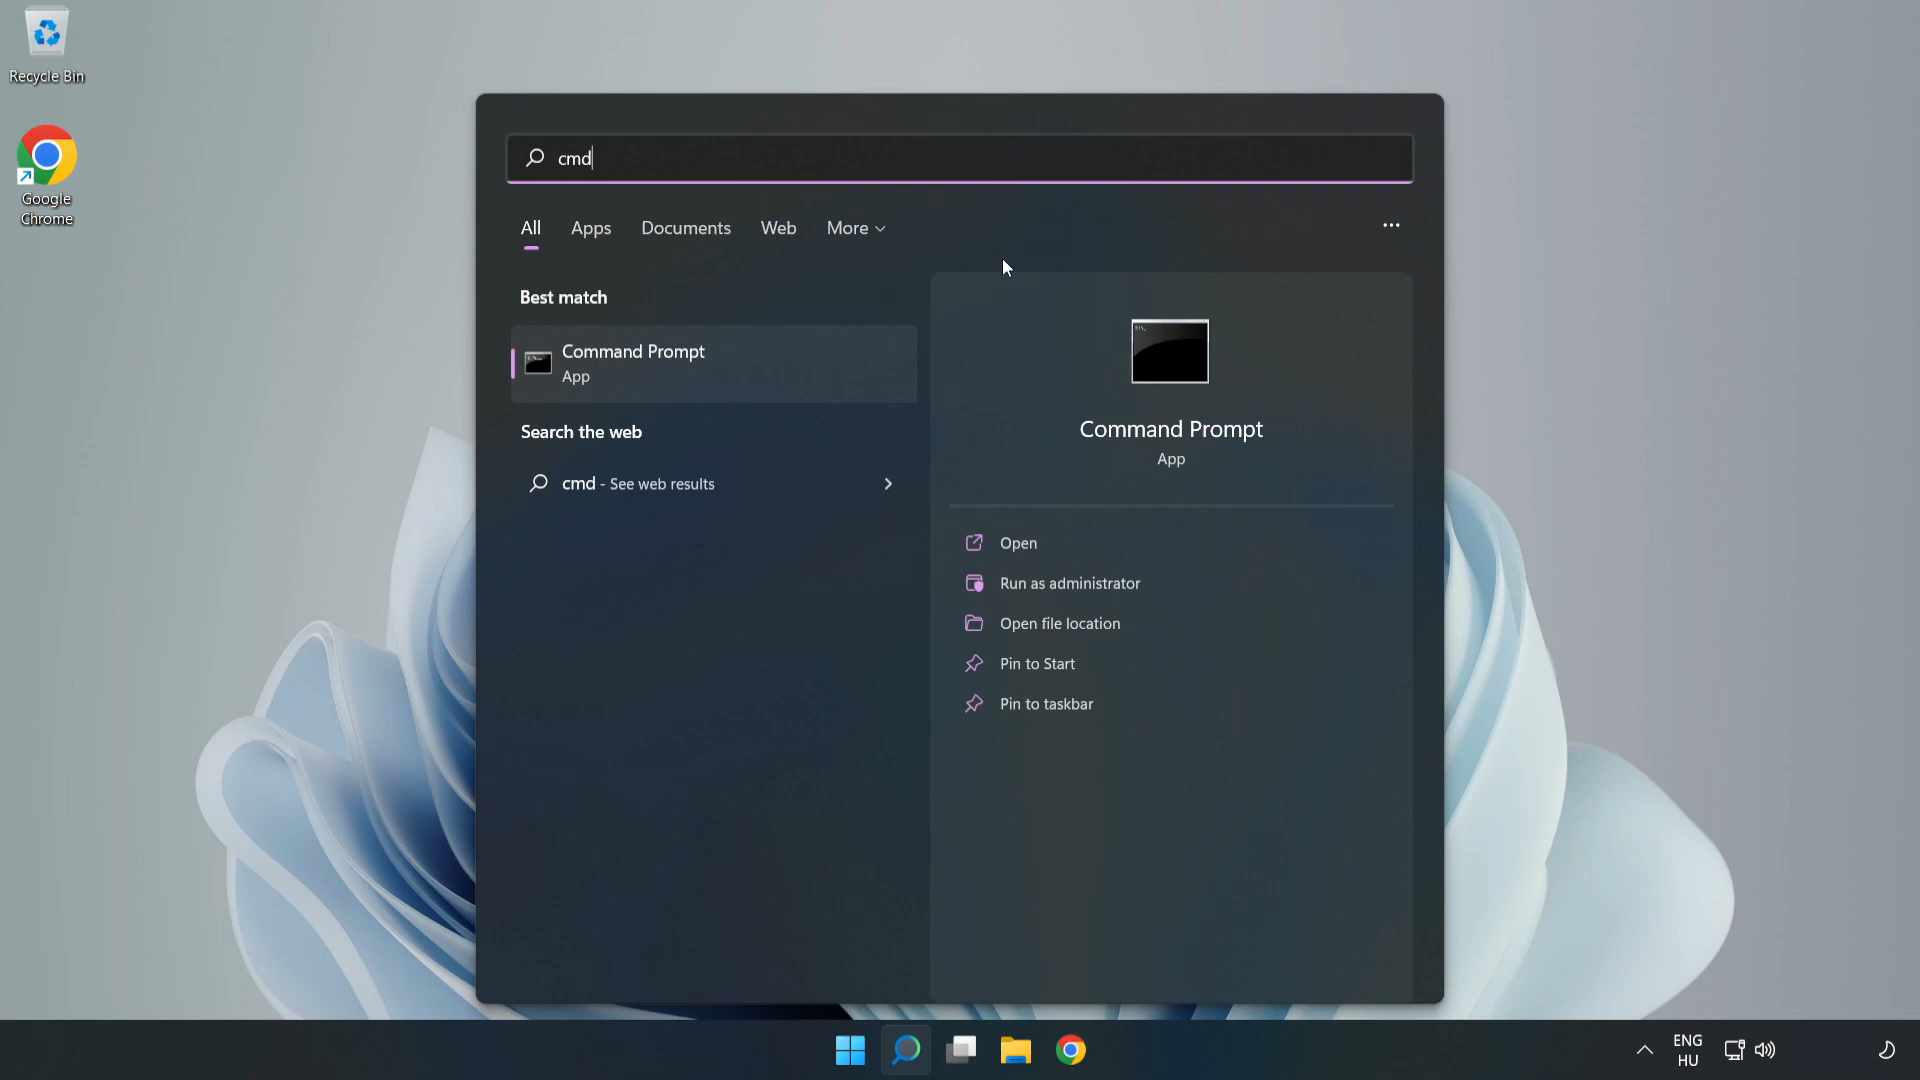 Recycle Bin
Google
Chrome
cmd
All
Apps
Documents
Web
More
Best match
Command Prompt
App
Search the web
cmd - See web results
Command Prompt
App
Open
Run as administrator
Open file location
Pin to Start
Pin to taskbar
ENG
HU